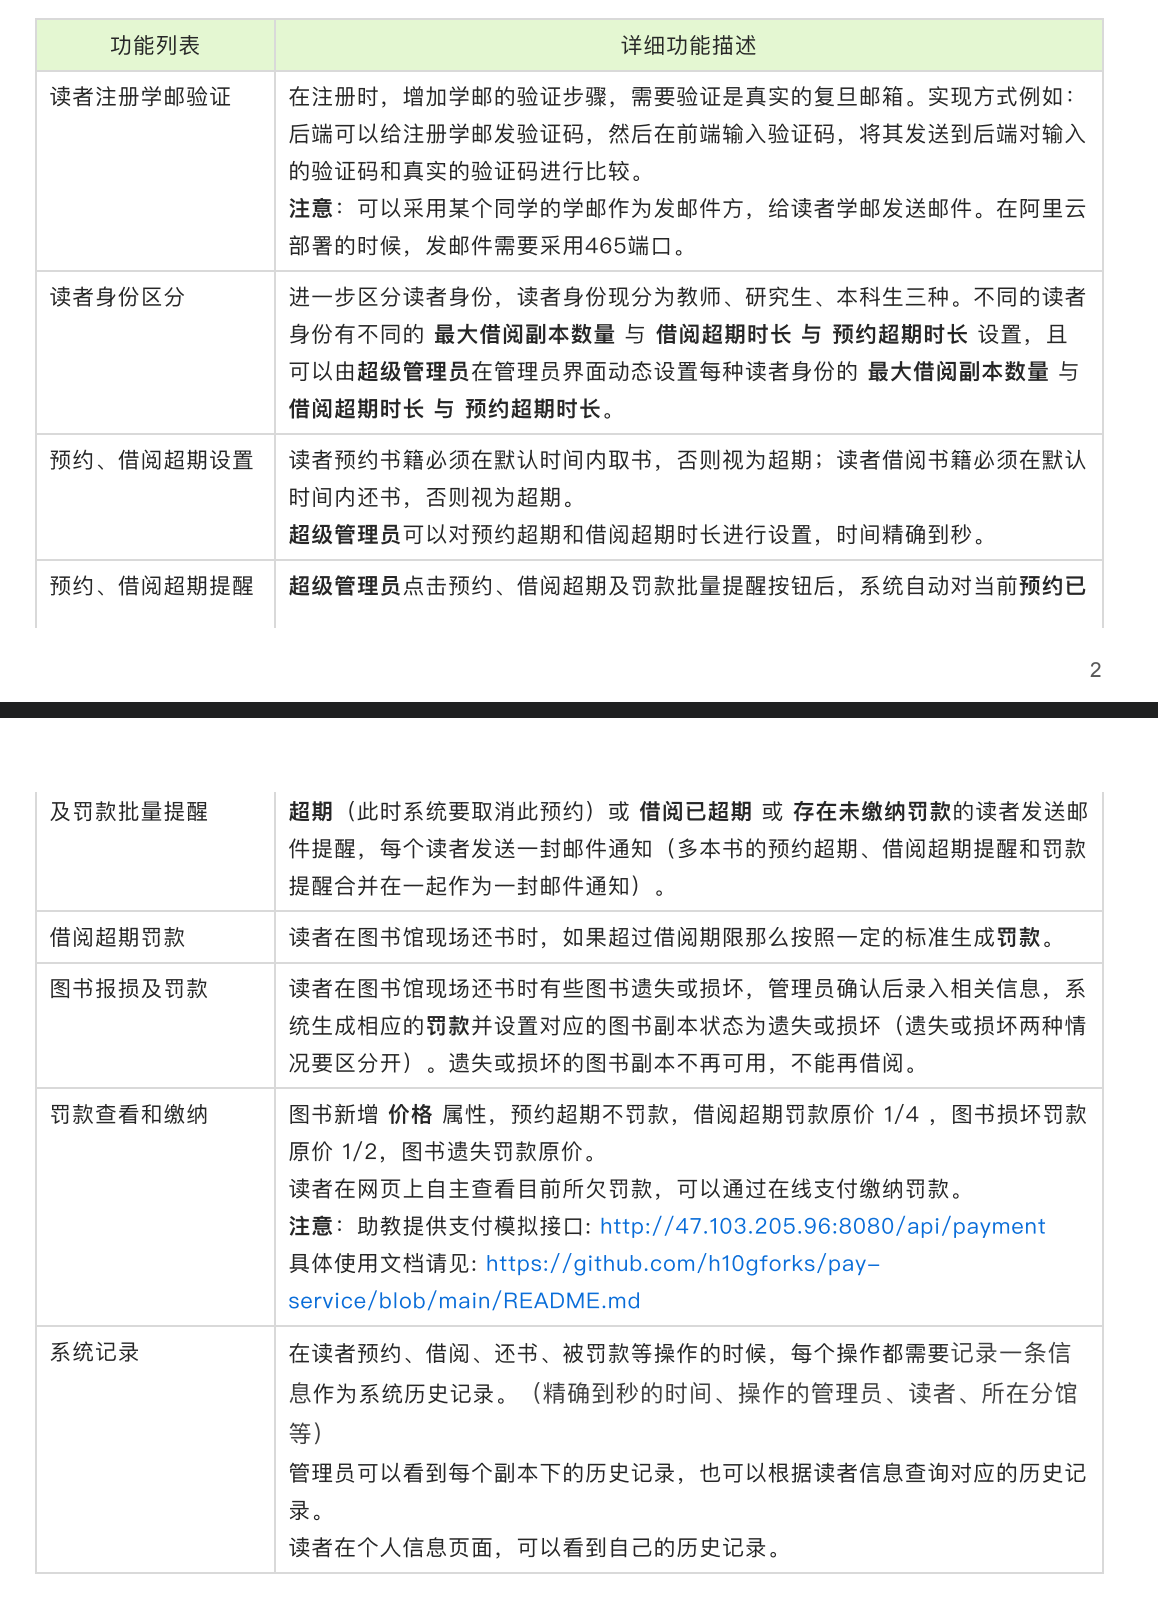 功能列表
详细功能描述
读者注册学邮验证
在注册时，增加学邮的验证步骤，需要验证是真实的复旦邮箱。实现方式例如：
后端可以给注册学邮发验证码，然后在前端输入验证码，将其发送到后端对输入
的验证码和真实的验证码进行比较。
注意：可以采用某个同学的学邮作为发邮件方，给读者学邮发送邮件。在阿里云
部署的时候，发邮件需要采用465端口。
读者身份区分
进一步区分读者身份，读者身份现分为教师、研究生、本科生三种。不同的读者
身份有不同的 最大借阅副本数量 与 借阅超期时长 与 预约超期时长 设置，且
可以由超级管理员在管理员界面动态设置每种读者身份的 最大借阅副本数量 与
借阅超期时长 与 预约超期时长。
预约、借阅超期设置
读者预约书籍必须在默认时间内取书，否则视为超期；读者借阅书籍必须在默认
时间内还书，否则视为超期。
超级管理员可以对预约超期和借阅超期时长进行设置，时间精确到秒。
预约、借阅超期提醒
超级管理员点击预约、借阅超期及罚款批量提醒按钮后，系统自动对当前预约已
2
及罚款批量提醒
超期（此时系统要取消此预约）或 借阅已超期 或 存在未缴纳罚款的读者发送邮
件提醒，每个读者发送一封邮件通知（多本书的预约超期、借阅超期提醒和罚款
提醒合并在一起作为一封邮件通知）。
借阅超期罚款
读者在图书馆现场还书时，如果超过借阅期限那么按照一定的标准生成罚款。
图书报损及罚款
读者在图书馆现场还书时有些图书遗失或损坏，管理员确认后录入相关信息，系
统生成相应的罚款并设置对应的图书副本状态为遗失或损坏（遗失或损坏两种情
况要区分开）。遗失或损坏的图书副本不再可用，不能再借阅。
罚款查看和缴纳
图书新增 价格 属性，预约超期不罚款，借阅超期罚款原价 1/4 ，图书损坏罚款
原价 1/2，图书遗失罚款原价。
读者在网页上自主查看目前所欠罚款，可以通过在线支付缴纳罚款。
注意：助教提供支付模拟接口: http://47.103.205.96:8080/api/payment
具体使用文档请见: https://github.com/h10gforks/pay-
service/blob/main/README.md
系统记录
在读者预约、借阅、还书、被罚款等操作的时候，每个操作都需要记录一条信
息作为系统历史记录。（精确到秒的时间、操作的管理员、读者、所在分馆
等）
管理员可以看到每个副本下的历史记录，也可以根据读者信息查询对应的历史记
录。
读者在个人信息页面，可以看到自己的历史记录。